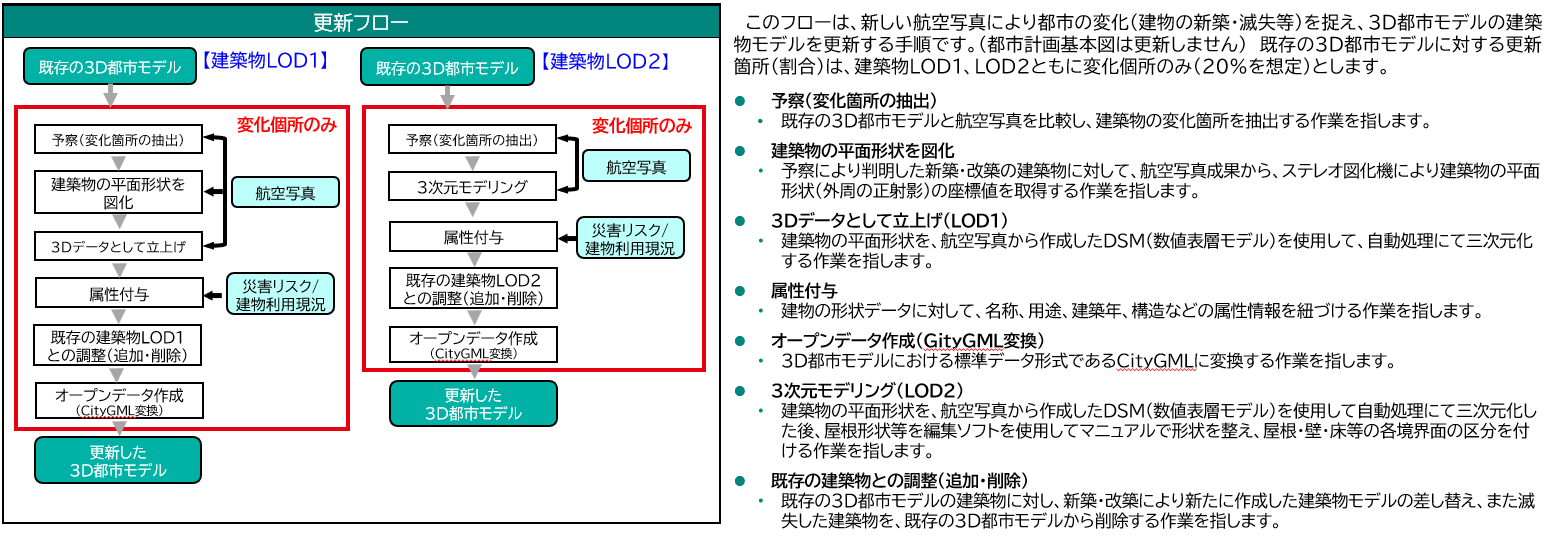 更新フロー
【建築物LOD1】
既存の3D都市モデル
変化個所のみ
予察（変化箇所の抽出）
建築物の平面形状を
図化
航空写真
3Dデータとして立上げ
属性付与
災害リスク/
建物利用現況
既存の建築物LOD1
との調整（追加・削除）
オープンデータ作成
（CityGML変換）
更新した
3D都市モデル
【建築物LOD2】
既存の3D都市モデル
変化個所のみ
予察（変化箇所の抽出）
航空写真
3次元モデリング
属性付与
災害リスク/
建物利用現況
既存の建築物LOD2
との調整（追加・削除）
オープンデータ作成
（CityGML変換）
更新した
3D都市モデル
このフローは、新しい航空写真により都市の変化（建物の新築・滅失等）を捉え、3D都市モデルの建築
物モデルを更新する手順です。（都市計画基本図は更新しません） 既存の3D都市モデルに対する更新
箇所（割合）は、建築物LOD1、LOD2ともに変化個所のみ（20％を想定）とします。
● 予察（変化箇所の抽出）
• 既存の3D都市モデルと航空写真を比較し、建築物の変化箇所を抽出する作業を指します。
● 建築物の平面形状を図化
• 予察により判明した新築・改築の建築物に対して、航空写真成果から、ステレオ図化機により建築物の平面
形状（外周の正射影）の座標値を取得する作業を指します。
● 3Dデータとして立上げ（LOD1）
• 建築物の平面形状を、航空写真から作成したDSM（数値表層モデル）を使用して、自動処理にて三次元化
する作業を指します。
● 属性付与
• 建物の形状データに対して、名称、用途、建築年、構造などの属性情報を紐づける作業を指します。
● オープンデータ作成（GityGML変換）
• 3D都市モデルにおける標準データ形式であるCityGMLに変換する作業を指します。
● 3次元モデリング（LOD2）
• 建築物の平面形状を、航空写真から作成したDSM（数値表層モデル）を使用して自動処理にて三次元化し
た後、屋根形状等を編集ソフトを使用してマニュアルで形状を整え、屋根・壁・床等の各境界面の区分を付
ける作業を指します。
● 既存の建築物との調整（追加・削除）
• 既存の3D都市モデルの建築物に対し、新築・改築により新たに作成した建築物モデルの差し替え、また滅
失した建築物を、既存の3D都市モデルから削除する作業を指します。